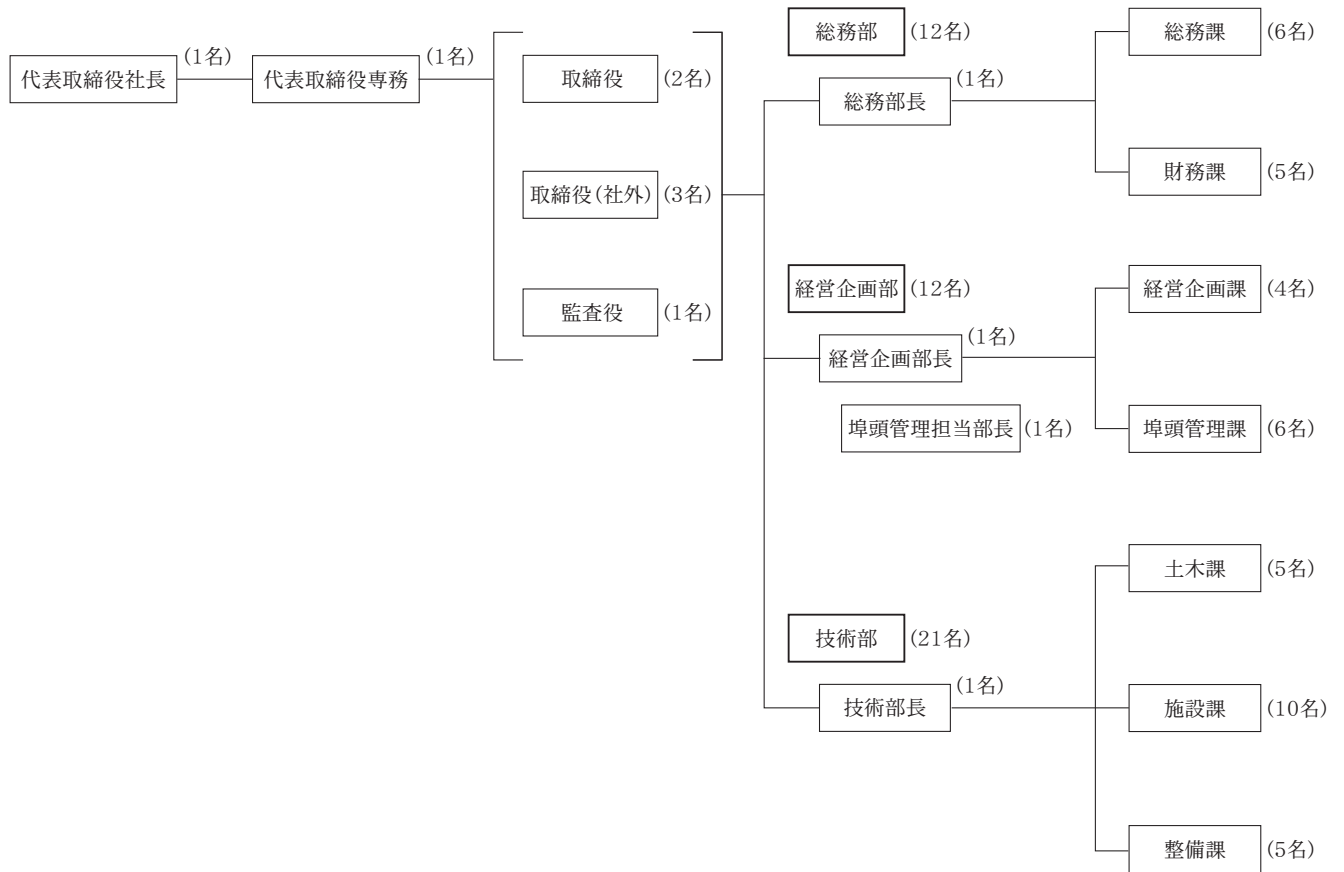 代表取締役社長 (1名)
代表取締役専務 (1名)
取締役 (2名)
取締役(社外) (3名)
監査役 (1名)
総務部 (12名)
総務部長 (1名)
総務課 (6名)
財務課 (5名)
経営企画部 (12名)
経営企画部長 (1名)
埠頭管理担当部長 (1名)
経営企画課 (4名)
埠頭管理課 (6名)
技術部 (21名)
技術部長 (1名)
土木課 (5名)
施設課 (10名)
整備課 (5名)